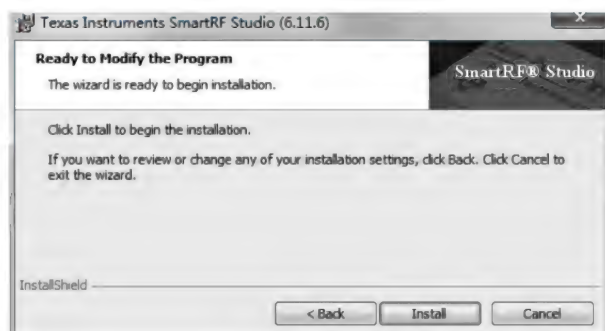 Texas Instruments SmartRF Studio (6.11.6)
Ready to Modify the Program
The wizard is ready to begin installation.
SmartRF® Studio
Click Install to begin the installation.
If you want to review or change any of your installation settings, click Back. Click Cancel to
exit the wizard.
InstallShield
< Back
Install
Cancel